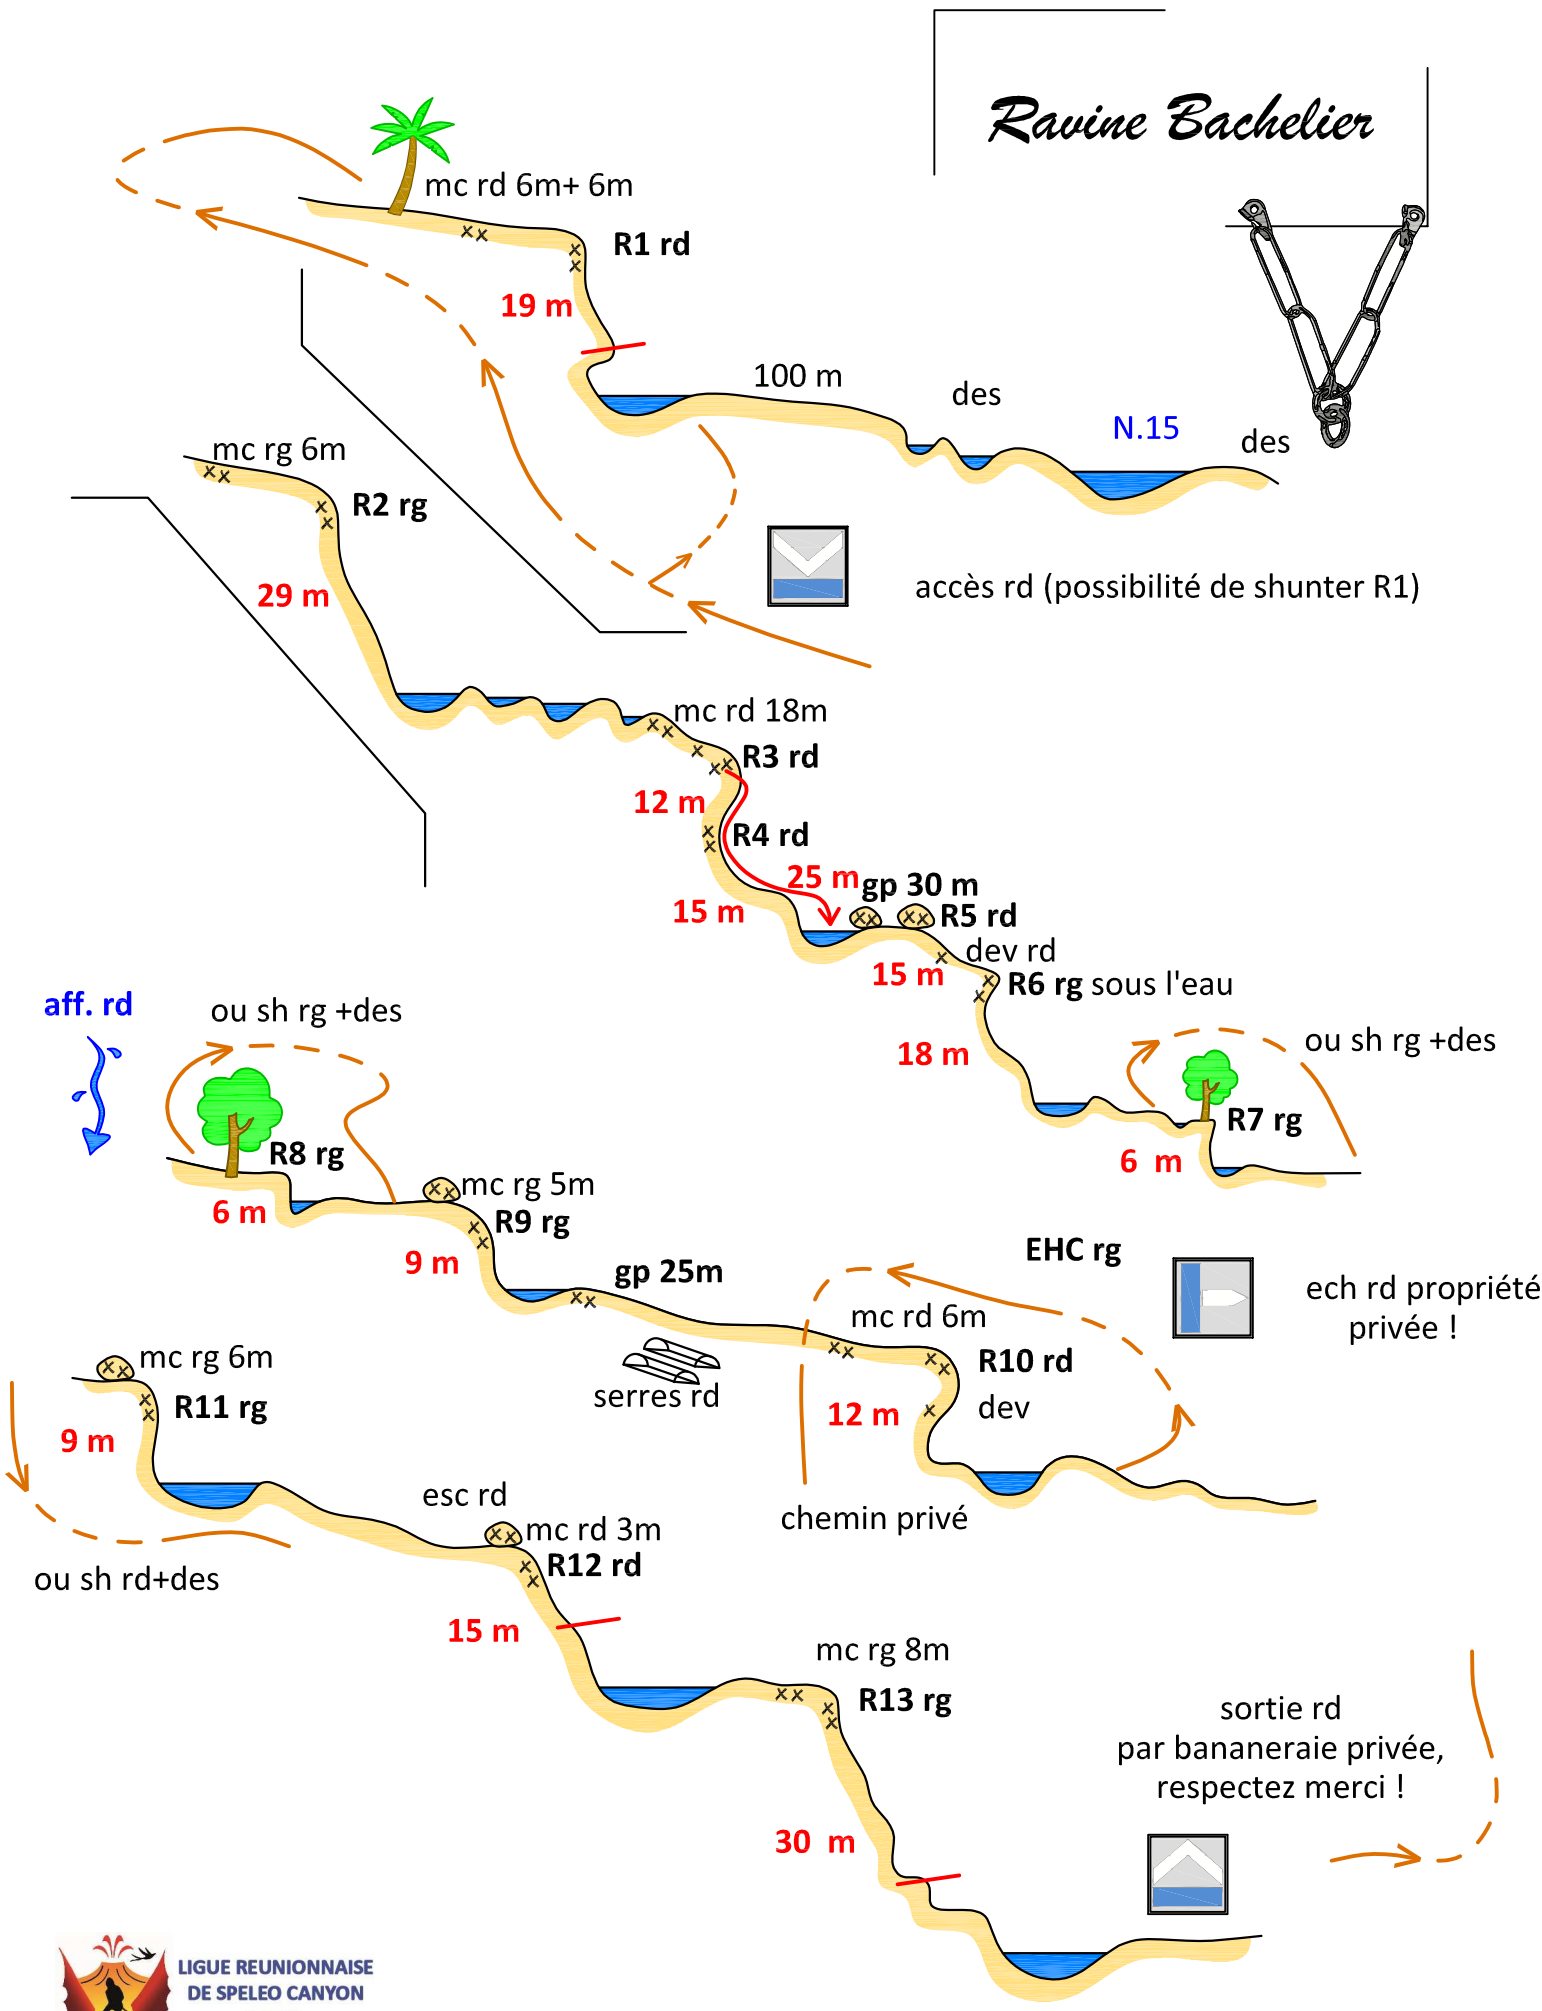 Ravine Bachelier
mc rd 6m+ 6m
R1 rd
19 m
100 m
des
N.15
des
mc rg 6m
R2 rg
29 m
accès rd (possibilité de shunter R1)
mc rd 18m
R3 rd
12 m
R4 rd
25 m
gp 30 m
15 m
R5 rd
dev rd
15 m
R6 rg sous l'eau
18 m
ou sh rg +des
R7 rg
6 m
aff. rd
ou sh rg +des
R8 rg
6 m
mc rg 5m
R9 rg
9 m
gp 25m
serres rd
EHC rg
ech rd propriété
privée !
mc rd 6m
R10 rd
12 m
dev
chemin privé
mc rg 6m
R11 rg
9 m
ou sh rd+des
esc rd
mc rd 3m
R12 rd
15 m
mc rg 8m
R13 rg
30 m
sortie rd
par bananeraie privée,
respectez merci !
LIGUE REUNIONNAISE
DE SPELEO CANYON